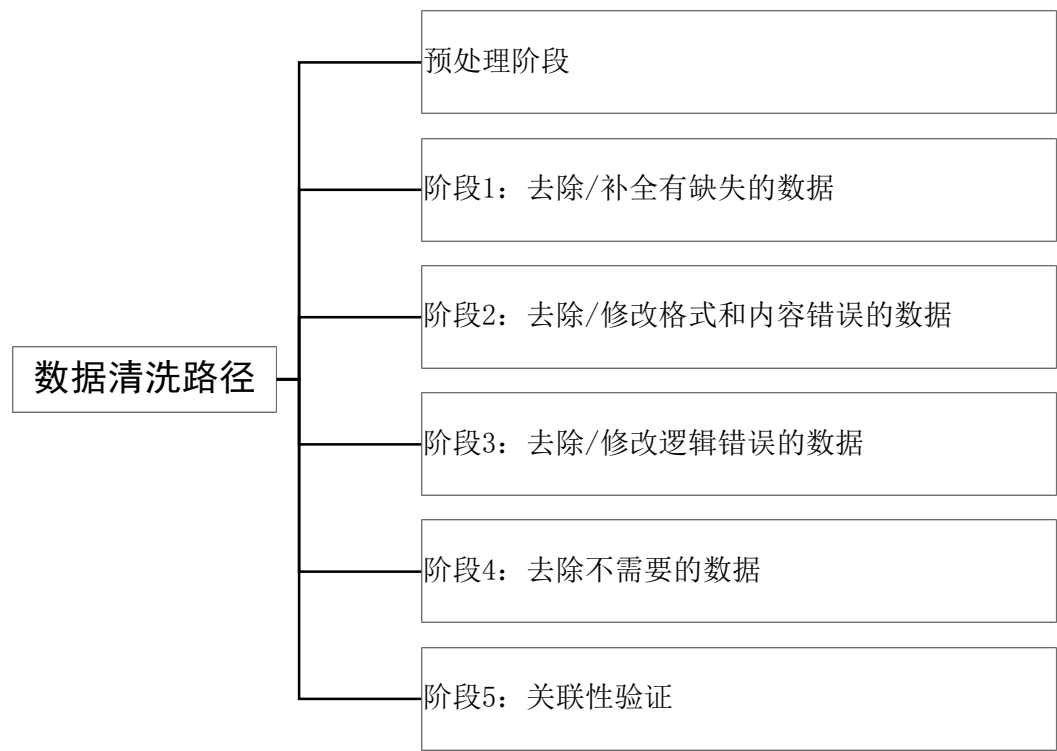 预处理阶段
阶段1：去除/补全有缺失的数据
阶段2：去除/修改格式和内容错误的数据
数据清洗路径
阶段3：去除/修改逻辑错误的数据
阶段4：去除不需要的数据
阶段5：关联性验证